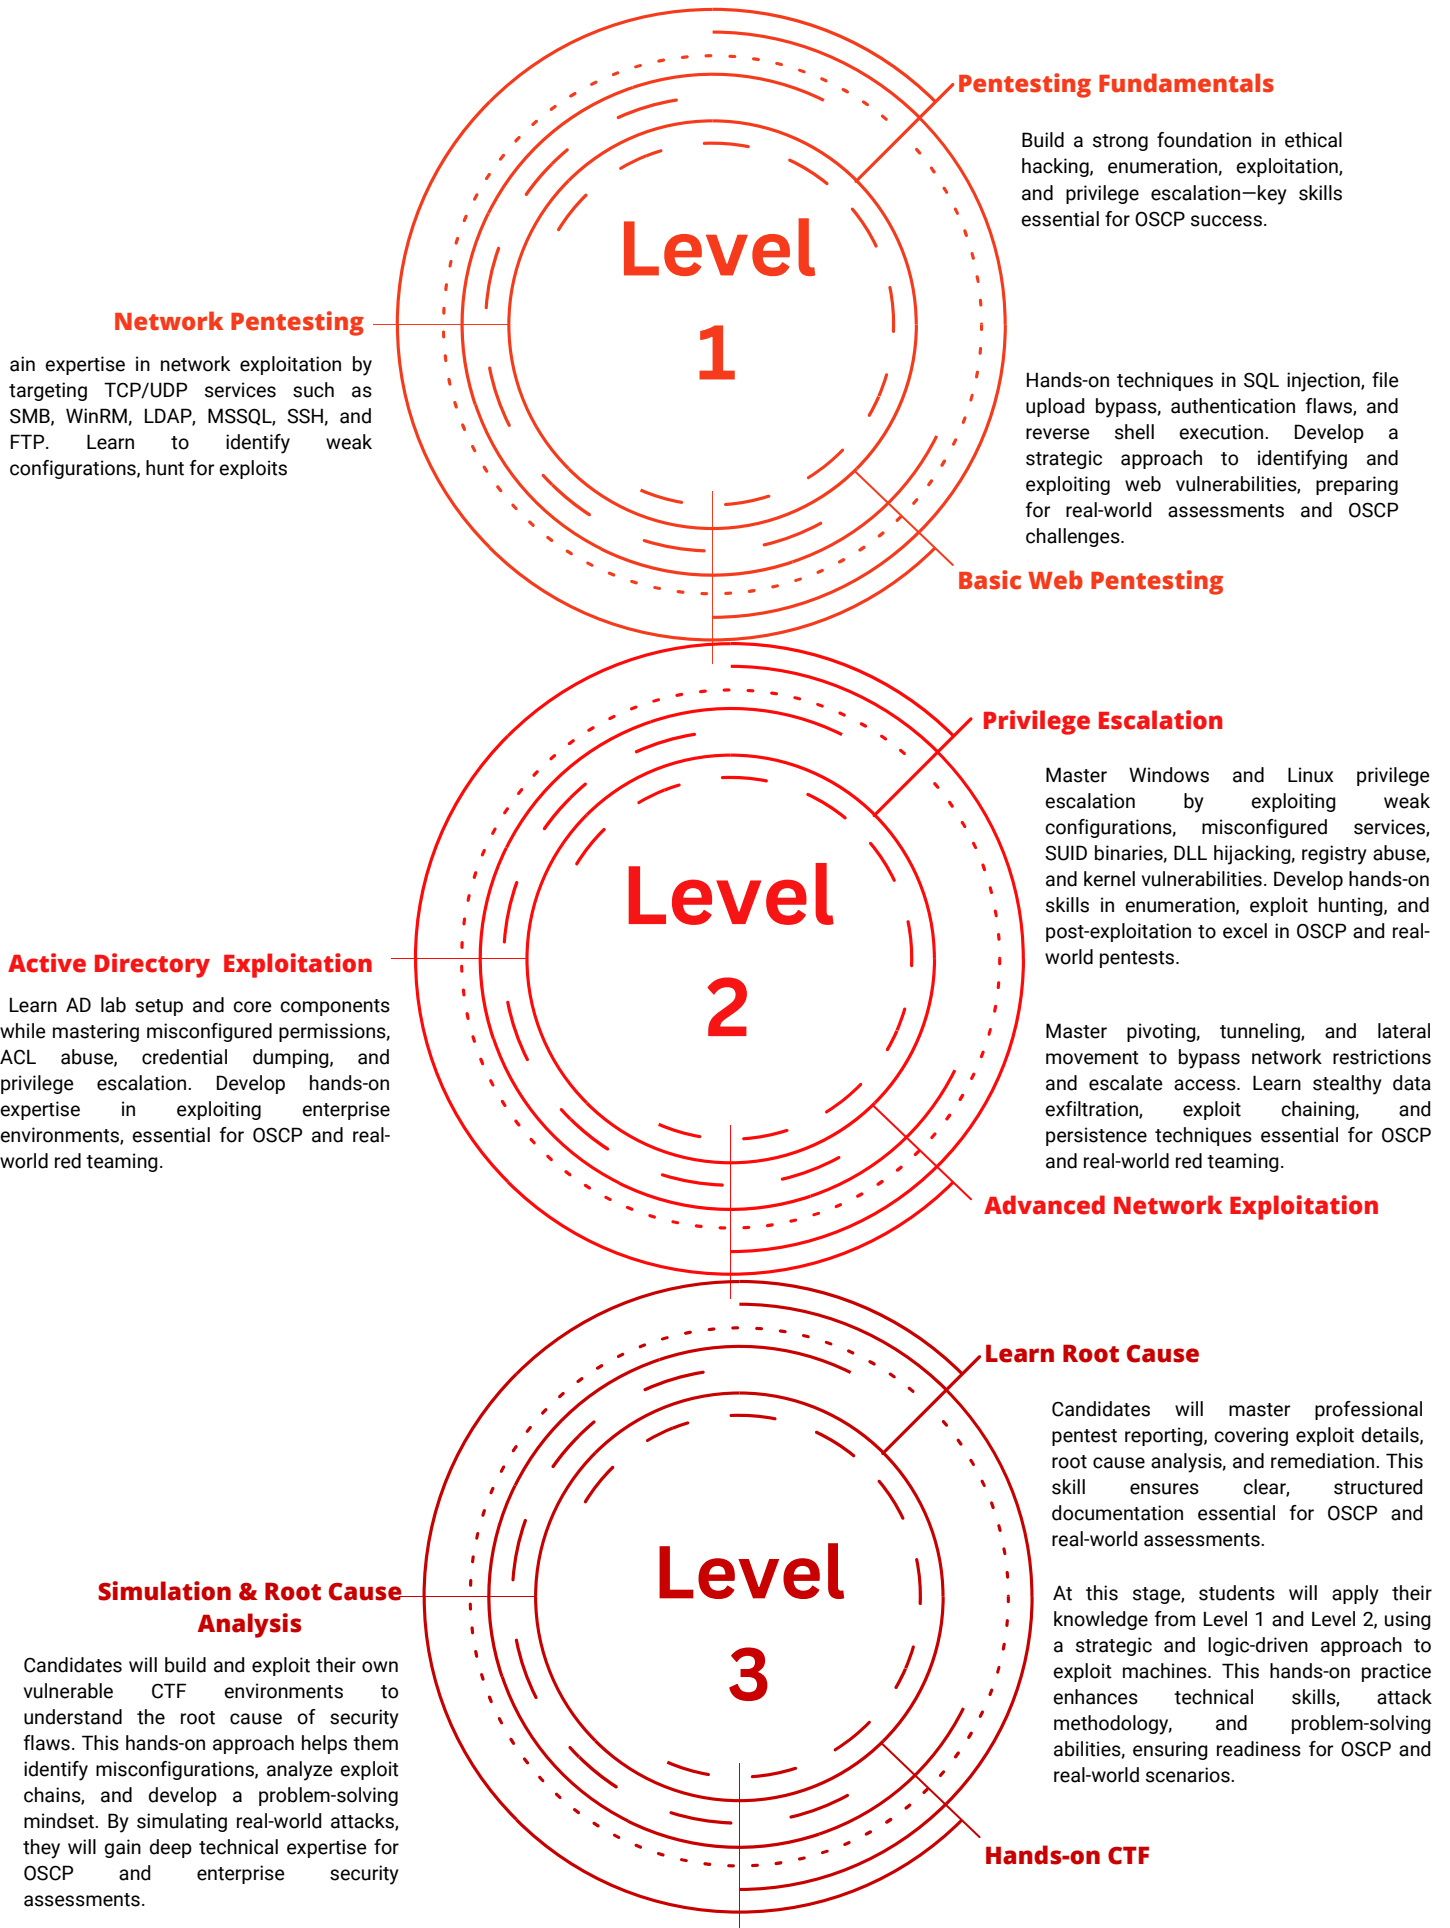 Level
1
Pentesting Fundamentals
Build a strong foundation in ethical
hacking, enumeration, exploitation,
and privilege escalation—key skills
essential for OSCP success.
Network Pentesting
ain expertise in network exploitation by
targeting TCP/UDP services such as
SMB, WinRM, LDAP, MSSQL, SSH, and
FTP. Learn to identify weak
configurations, hunt for exploits
Hands-on techniques in SQL injection, file
upload bypass, authentication flaws, and
reverse shell execution. Develop a
strategic approach to identifying and
exploiting web vulnerabilities, preparing
for real-world assessments and OSCP
challenges.
Basic Web Pentesting
Level
2
Privilege Escalation
Master Windows and Linux privilege
escalation by exploiting weak
configurations, misconfigured services,
SUID binaries, DLL hijacking, registry abuse,
and kernel vulnerabilities. Develop hands-on
skills in enumeration, exploit hunting, and
post-exploitation to excel in OSCP and real-
world pentests.
Active Directory  Exploitation
Learn AD lab setup and core components
while mastering misconfigured permissions,
ACL abuse, credential dumping, and
privilege escalation. Develop hands-on
expertise in exploiting enterprise
environments, essential for OSCP and real-
world red teaming.
Master pivoting, tunneling, and lateral
movement to bypass network restrictions
and escalate access. Learn stealthy data
exfiltration, exploit chaining, and
persistence techniques essential for OSCP
and real-world red teaming.
Advanced Network Exploitation
Level
3
Learn Root Cause
Candidates will master professional
pentest reporting, covering exploit details,
root cause analysis, and remediation. This
skill ensures clear, structured
documentation essential for OSCP and
real-world assessments.
Simulation & Root Cause
Analysis
Candidates will build and exploit their own
vulnerable CTF environments to
understand the root cause of security
flaws. This hands-on approach helps them
identify misconfigurations, analyze exploit
chains, and develop a problem-solving
mindset. By simulating real-world attacks,
they will gain deep technical expertise for
OSCP and enterprise security
assessments.
At this stage, students will apply their
knowledge from Level 1 and Level 2, using
a strategic and logic-driven approach to
exploit machines. This hands-on practice
enhances technical skills, attack
methodology, and problem-solving
abilities, ensuring readiness for OSCP and
real-world scenarios.
Hands-on CTF